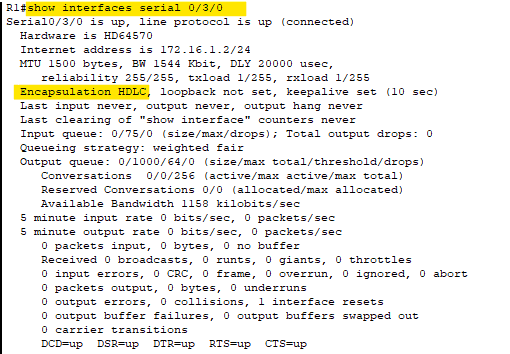 R1#show interfaces serial 0/3/0
Serial0/3/0 is up, line protocol is up (connected)
Hardware is HD64570
Internet address is 172.16.1.2/24
MTU 1500 bytes, BW 1544 Kbit, DLY 20000 usec,
reliability 255/255, txload 1/255, rxload 1/255
Encapsulation HDLC, loopback not set, keepalive set (10 sec)
Last input never, output never, output hang never
Last clearing of "show interface" counters never
Input queue: 0/75/0 (size/max/drops); Total output drops: 0
Queueing strategy: weighted fair
Output queue: 0/1000/64/0 (size/max total/threshold/drops)
Conversations 0/0/256 (active/max active/max total)
Reserved Conversations 0/0 (allocated/max allocated)
Available Bandwidth 1158 kilobits/sec
5 minute input rate 0 bits/sec, 0 packets/sec
5 minute output rate 0 bits/sec, 0 packets/sec
0 packets input, 0 bytes, 0 no buffer
Received 0 broadcasts, 0 runts, 0 giants, 0 throttles
0 input errors, 0 CRC, 0 frame, 0 overrun, 0 ignored, 0 abort
0 packets output, 0 bytes, 0 underruns
0 output errors, 0 collisions, 1 interface resets
0 output buffer failures, 0 output buffers swapped out
0 carrier transitions
DCD=up DSR=up DTR=up RTS=up CTS=up